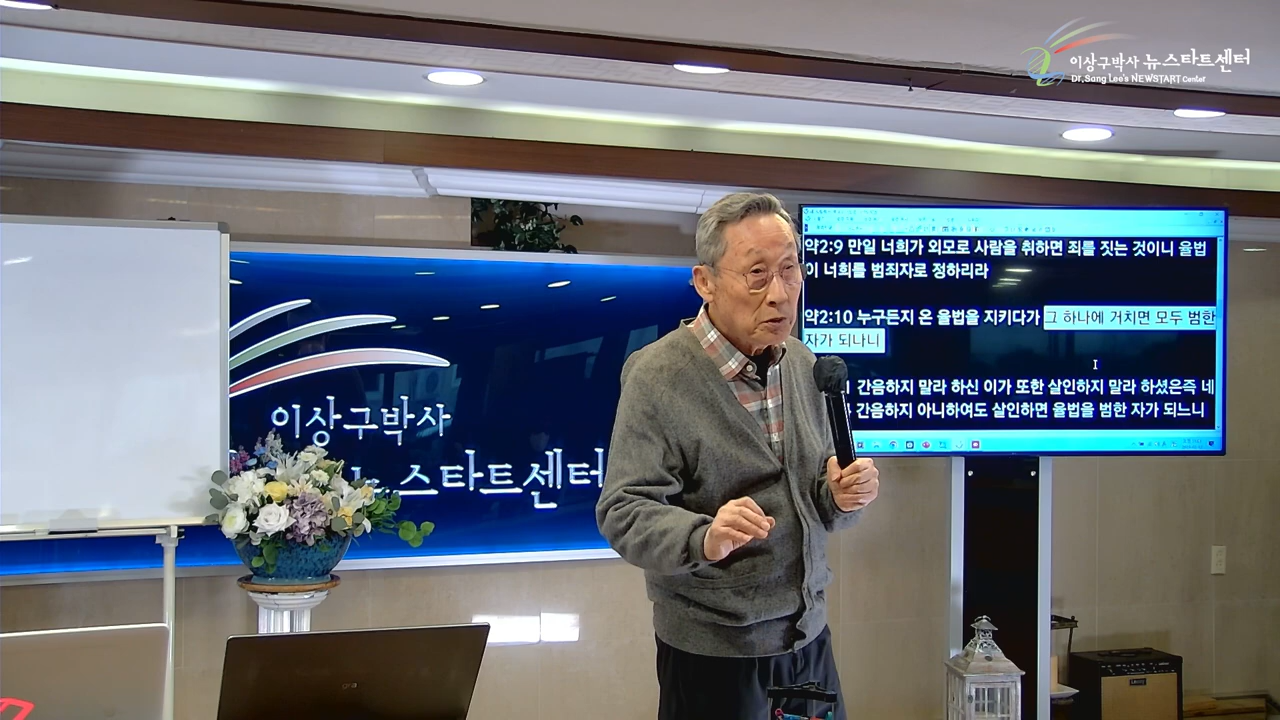 이상구박사 뉴스타트센터
Dr. Sang Lee's NEWSTART Center
약2:9 만일 너희가 외모로 사람을 취하면 죄를 짓는 것이니 율법
이 너희를 범죄자로 정하리라
약2:10 누구든지 온 율법을 지키다가 그 하나에 거치면 모두 범한
자가 되나니
간음하지 말라 하신 이가 또한 살인하지 말라 하셨은즉 네
간음하지 아니하여도 살인하면 율법을 범한 자가 되느니
이상구박사
스타트센터